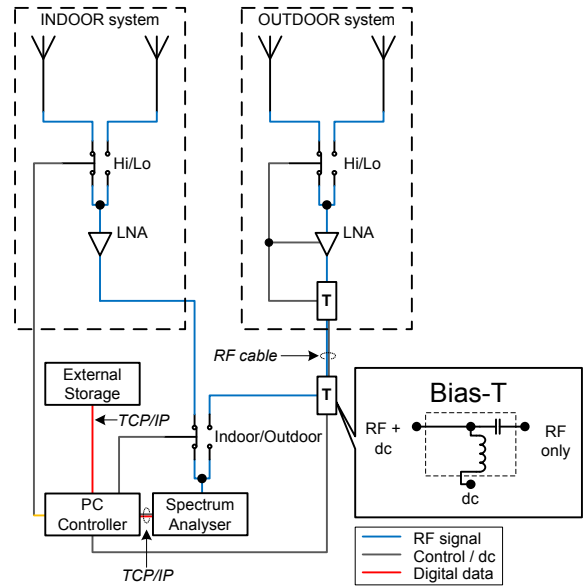 INDOOR system
OUTDOOR system
Hi/Lo
Hi/Lo
LNA
LNA
T
RF cable
T
External
Storage
TCP/IP
Indoor/Outdoor
PC
Controller
Spectrum
Analyser
TCP/IP
Bias-T
RF +
dc
RF
only
dc
RF signal
Control / dc
Digital data